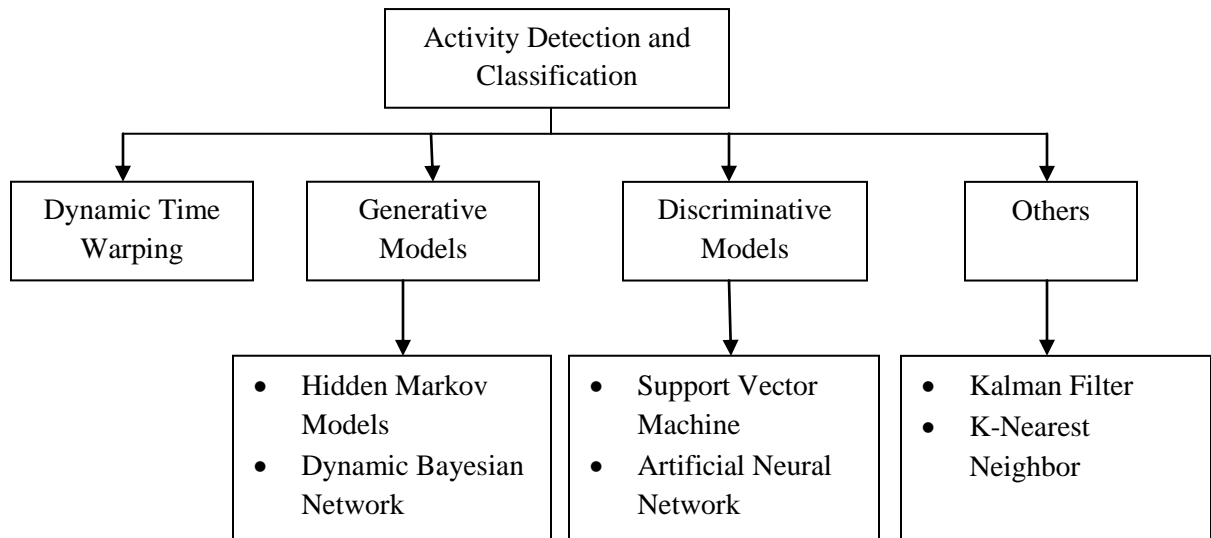 Activity Detection and
Classification
Dynamic Time
Warping
Generative
Models
Discriminative
Models
Others
• Hidden Markov
Models
• Dynamic Bayesian
Network
• Support Vector
Machine
• Artificial Neural
Network
• Kalman Filter
• K-Nearest
Neighbor